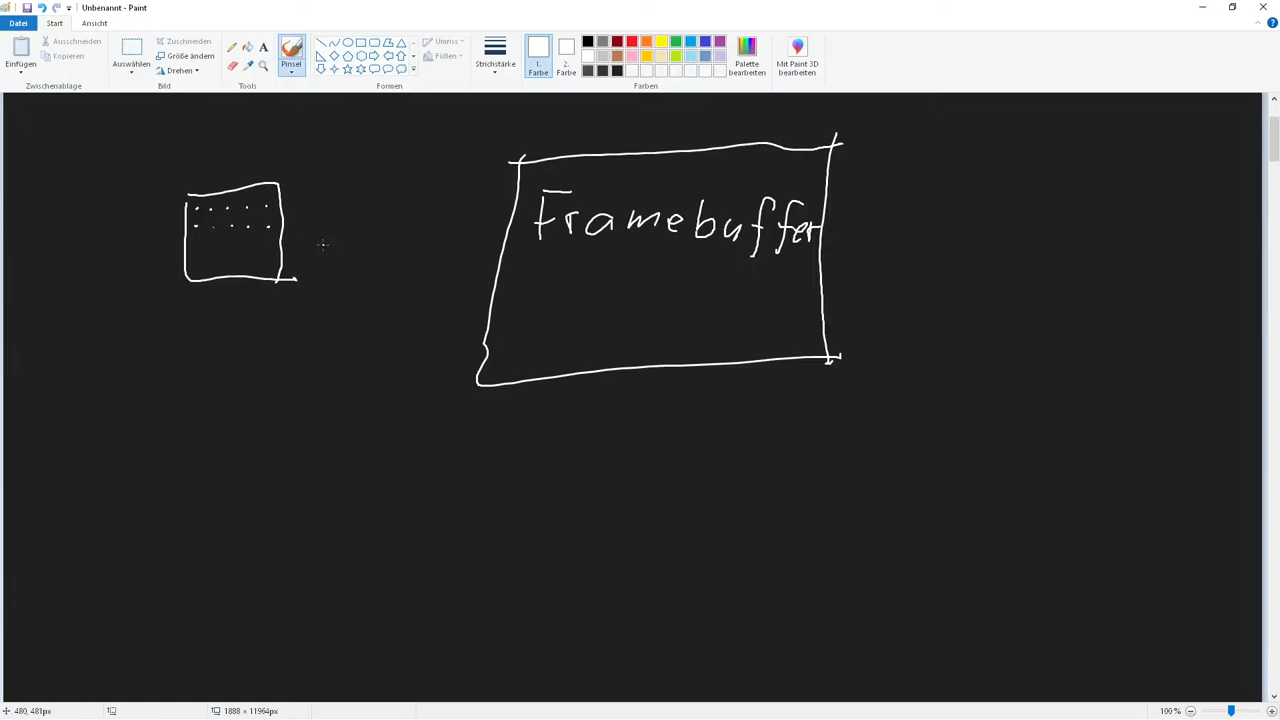 Unbenannt - Paint
Datei Start Ansicht
Einfügen
Ausschneiden
Kopieren
Zwischenablage
Auswählen
Zuschneiden
Größe ändern
Drehen
Bild
A
Tools
Pinsel
Umriss
Füllen
Formen
Strichstärke
1.
Farbe
2.
Farbe
Palette
bearbeiten
Farben
Mit Paint 3D
bearbeiten
Framebuffer
480, 481px
1888 × 11964px
100 %